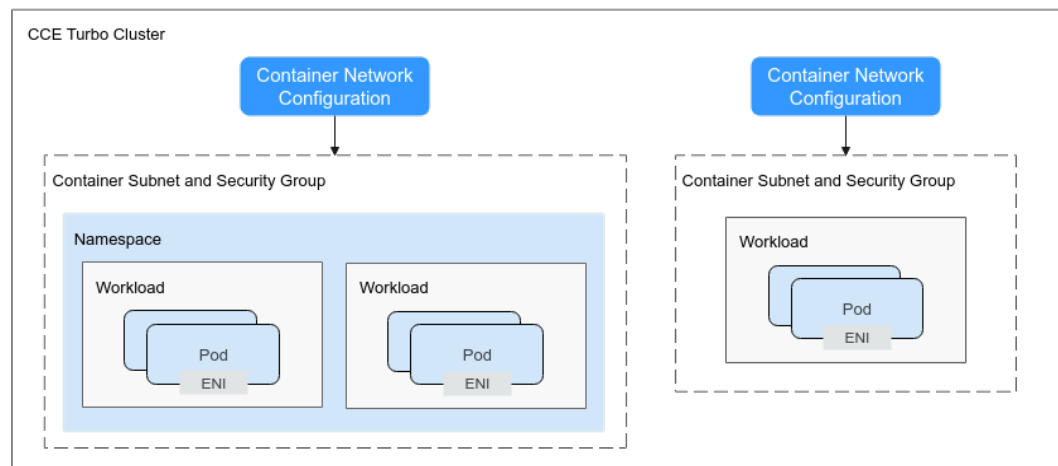 CCE Turbo Cluster
Container Network
Configuration
Container Subnet and Security Group
Namespace
Workload
Pod
ENI
Workload
Pod
ENI
Container Network
Configuration
Container Subnet and Security Group
Workload
Pod
ENI